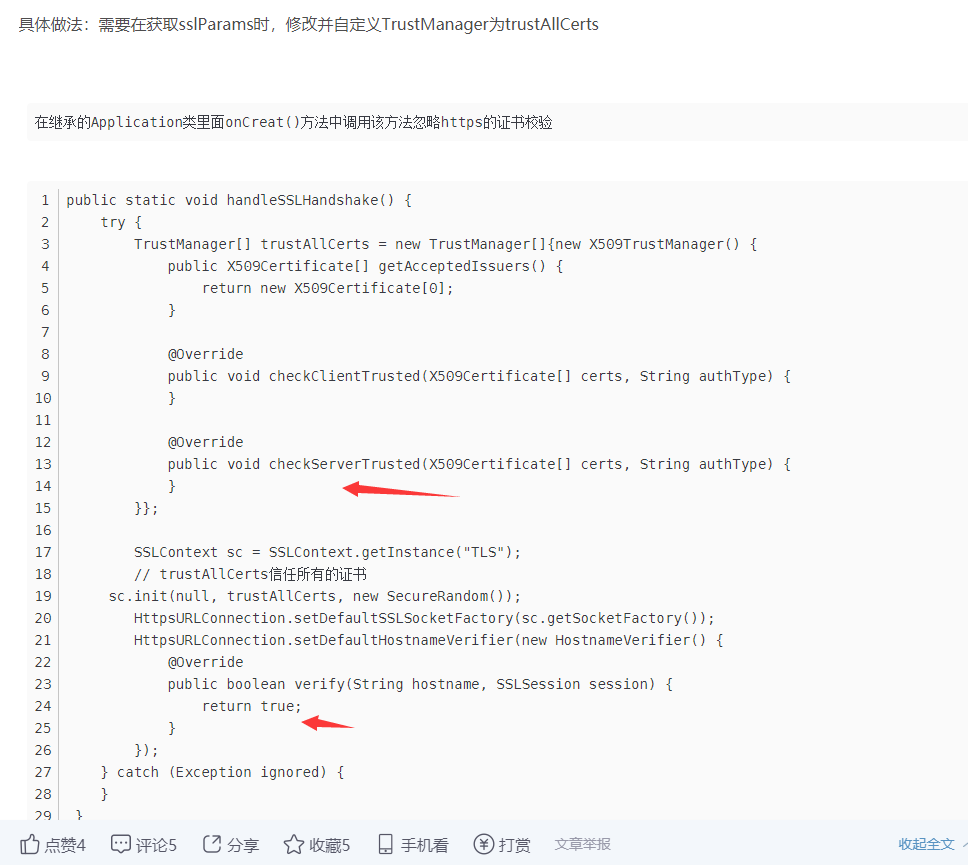 具体做法：需要在获取sslParams时，修改并自定义TrustManager为trustAllCerts
在继承的Application类里面onCreat()方法中调用该方法忽略https的证书校验
1 public static void handleSSLHandshake() {
2     try {
3         TrustManager[] trustAllCerts = new TrustManager[]{new X509TrustManager() {
4             public X509Certificate[] getAcceptedIssuers() {
5                 return new X509Certificate[0];
6             }
7
8             @Override
9             public void checkClientTrusted(X509Certificate[] certs, String authType) {
10             }
11
12             @Override
13             public void checkServerTrusted(X509Certificate[] certs, String authType) {
14             }
15         }};
16
17         SSLContext sc = SSLContext.getInstance("TLS");
18         // trustAllCerts信任所有的证书
19      sc.init(null, trustAllCerts, new SecureRandom());
20         HttpsURLConnection.setDefaultSSLSocketFactory(sc.getSocketFactory());
21         HttpsURLConnection.setDefaultHostnameVerifier(new HostnameVerifier() {
22             @Override
23             public boolean verify(String hostname, SSLSession session) {
24                 return true;
25             }
26         });
27     } catch (Exception ignored) {
28     }
29  }
点赞4 评论5 分享 收藏5 手机看 打赏 文章举报 收起全文